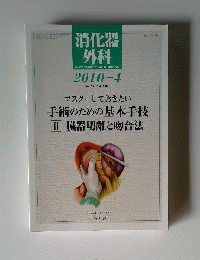 消化器
外科
2010-4
マスターしておきたい
手術のための基本手技
II 臓器切離と吻合法